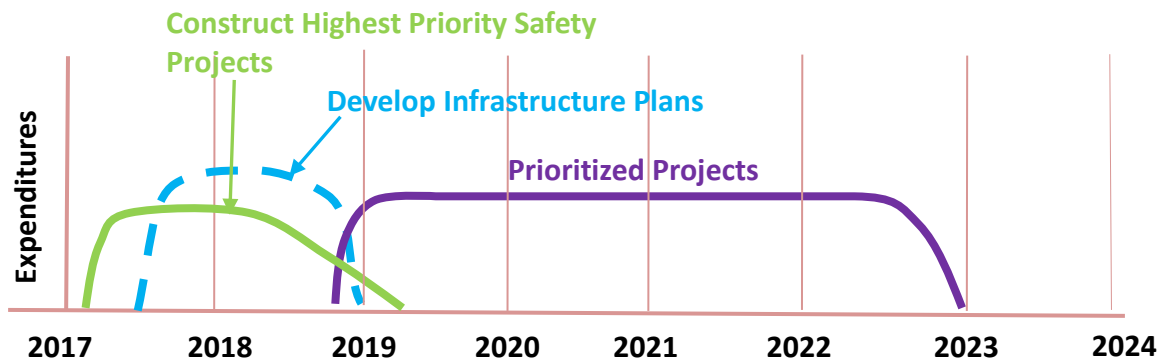 Construct Highest Priority Safety
Projects
Develop Infrastructure Plans
Prioritized Projects
Expenditures
2017 2018 2019 2020 2021 2022 2023 2024